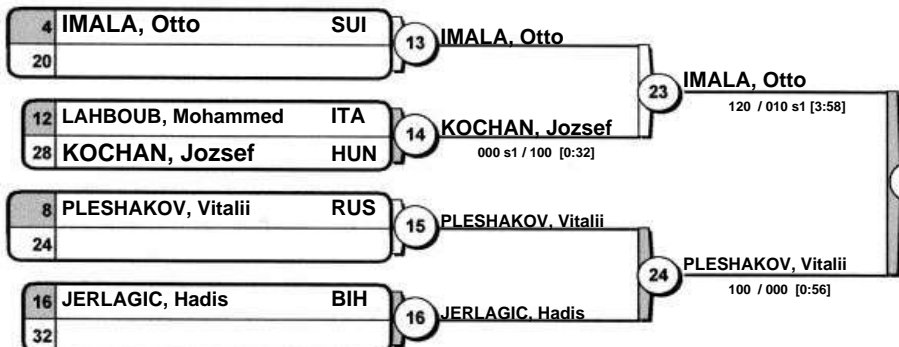 4 IMALA, Otto SUI
20
13 IMALA, Otto
12 LAHBOUB, Mohammed ITA
28 KOCHAN, Jozsef HUN
14 KOCHAN, Jozsef
000 s1 / 100 [0:32]
23 IMALA, Otto
120 / 010 s1 [3:58]
8 PLESHAKOV, Vitalii RUS
24
15 PLESHAKOV, Vitalii
16 JERLAGIC, Hadis BIH
32
16 JERLAGIC, Hadis
24 PLESHAKOV, Vitalii
100 / 000 [0:56]